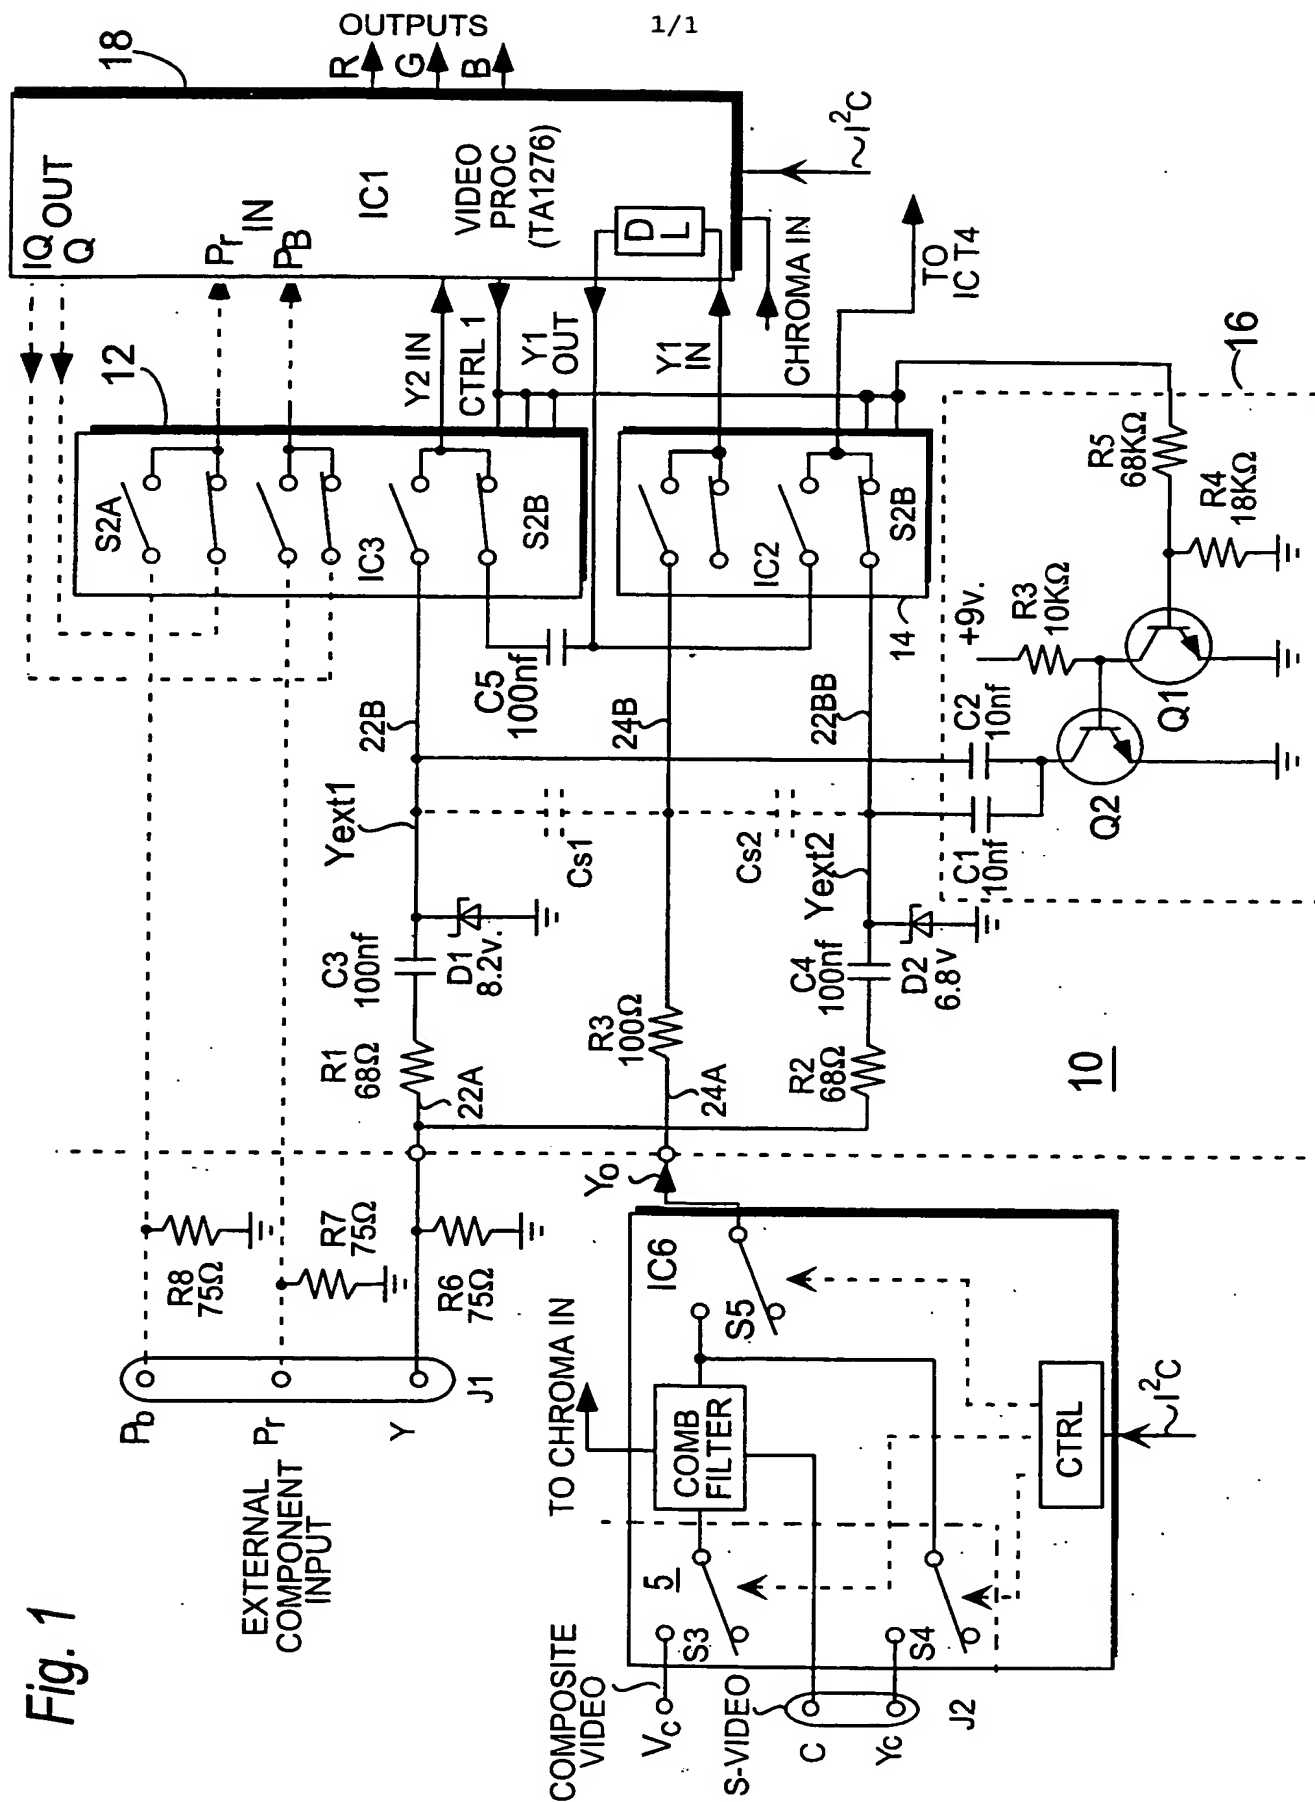 1/1
Fig. 1
EXTERNAL
COMPONENT
INPUT
Pb
Pr
Y
J1
R8
75Ω
R7
75Ω
R6
75Ω
COMPOSITE
VIDEO
Vc
S-VIDEO
C
Yc
J2
5
S3
S4
COMB
FILTER
TO CHROMA IN
IC6
S5
CTRL
I²C
Yo
10
22A
R1
68Ω
C3
100nf
D1
8.2v.
Yext1
22B
24A
R3
100Ω
24B
R2
68Ω
C4
100nf
D2
6.8v
Yext2
22BB
Cs1
Cs2
C5
100nf
12
S2A
IC3
S2B
14
IC2
S2B
16
C1
10nf
C2
10nf
Q2
Q1
+9v.
R3
10KΩ
R4
18KΩ
R5
68KΩ
Y2 IN
CTRL 1
Y1
OUT
Y1
IN
CHROMA IN
TO
IC T4
18
IQ
Q
OUT
Pr
IN
PB
IC1
VIDEO
PROC
(TA1276)
D
L
I²C
OUTPUTS
R
G
B